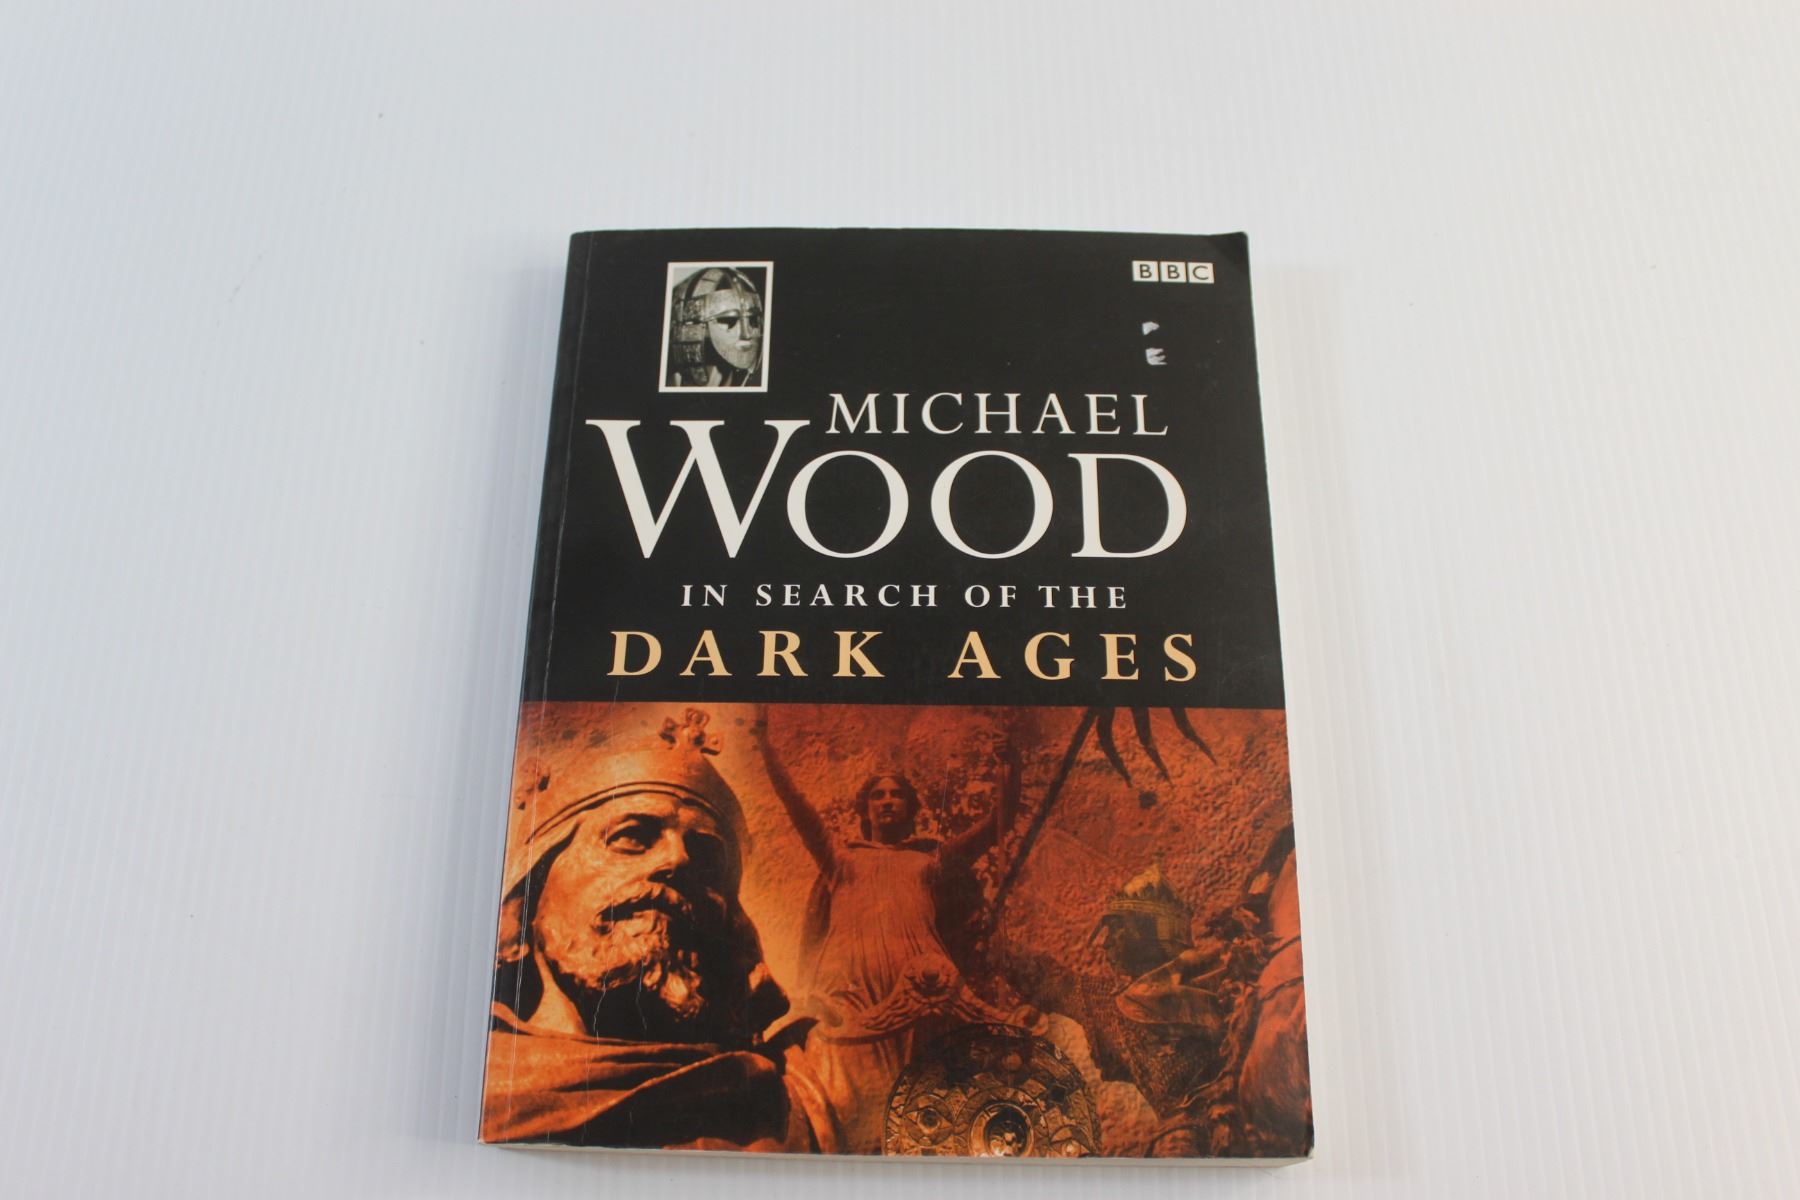 BBC
MICHAEL
WOOD
IN SEARCH OF THE
DARK AGES